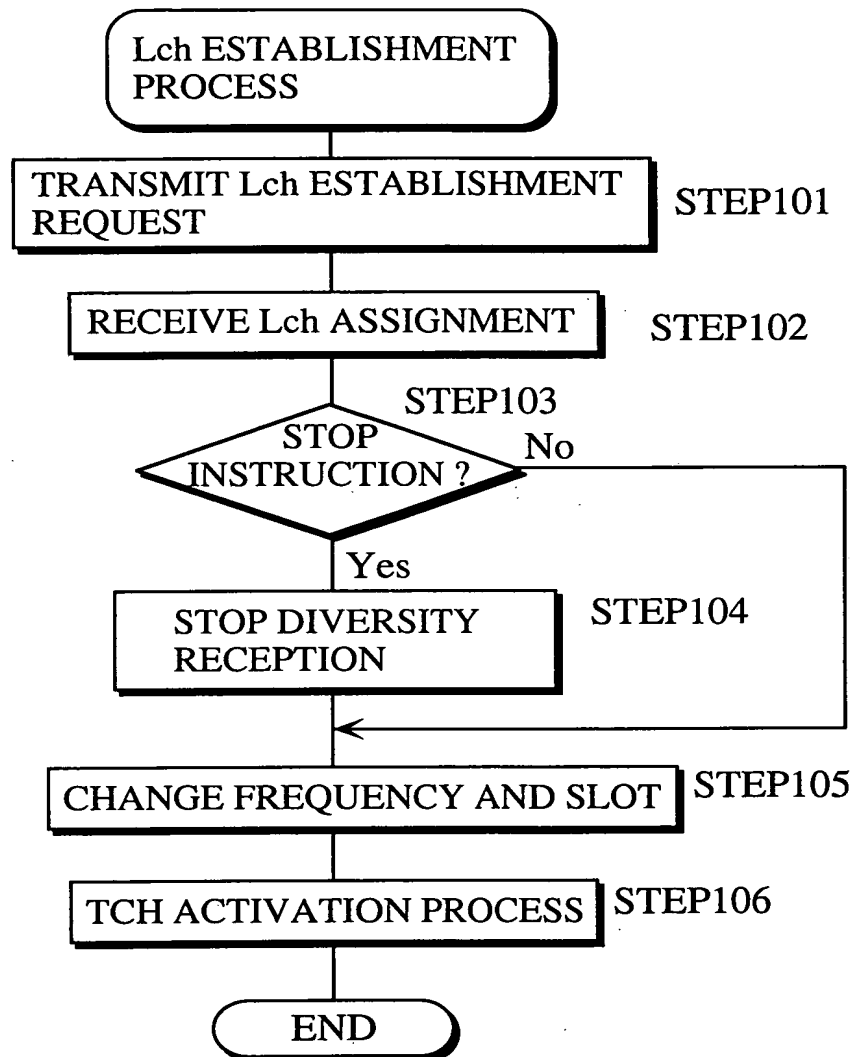 Lch ESTABLISHMENT
PROCESS
TRANSMIT Lch ESTABLISHMENT
REQUEST
STEP101
RECEIVE Lch ASSIGNMENT
STEP102
STEP103
STOP
INSTRUCTION ?
No
Yes
STOP DIVERSITY
RECEPTION
STEP104
CHANGE FREQUENCY AND SLOT
STEP105
TCH ACTIVATION PROCESS
STEP106
END